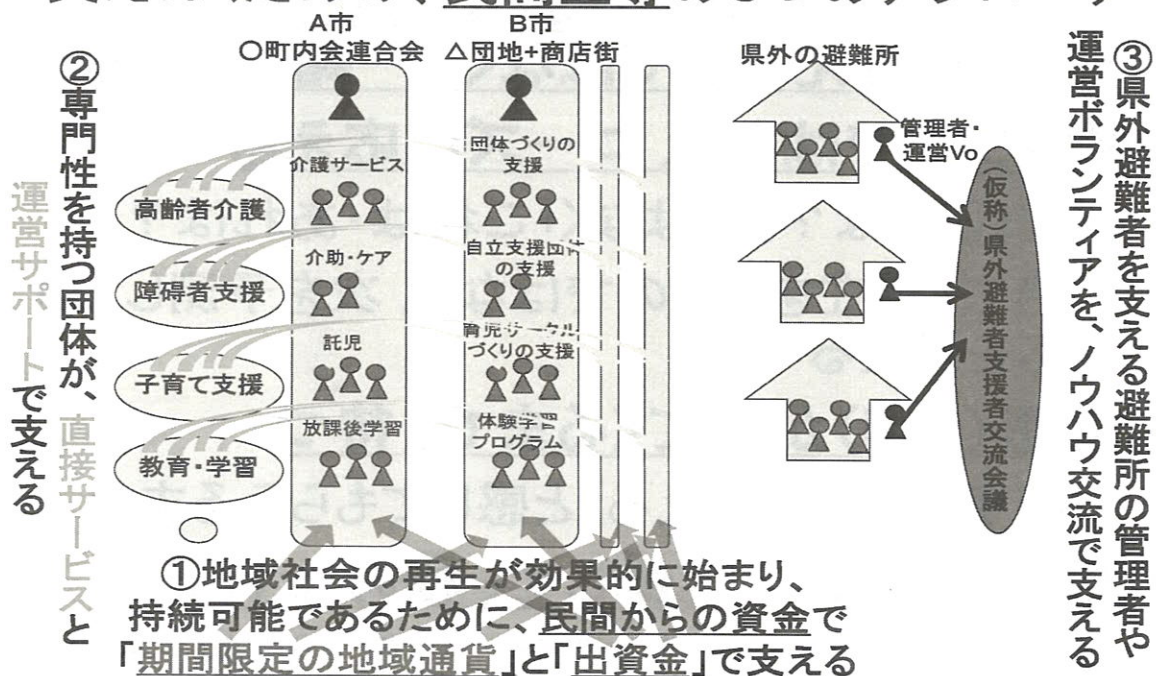 A市
〇町内会連合会
B市
△団地+商店街
県外の避難所
②専門性を持つ団体が、直接サービスと
運営サポートで支える
高齢者介護
障碍者支援
子育て支援
教育・学習
介護サービス
介助・ケア
託児
放課後学習
団体づくりの
支援
自立支援団体
の支援
育児サークル
づくりの支援
体験学習
プログラム
管理者・
運営Vo
(仮称)県外避難者支援者交流会議
③県外避難者を支える避難所の管理者や
運営ボランティアを、ノウハウ交流で支える
①地域社会の再生が効果的に始まり、
持続可能であるために、民間からの資金で
「期間限定の地域通貨」と「出資金」で支える